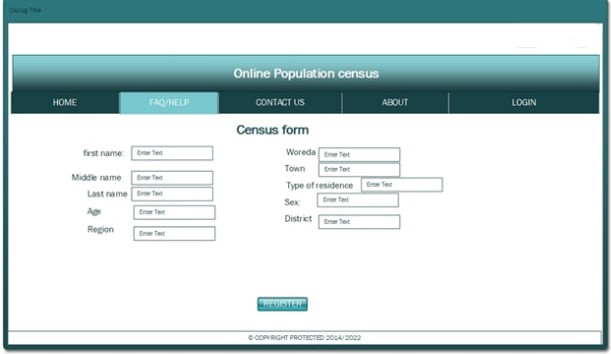 Dialog Title
Online Population census
HOME
FAQ/HELP
CONTACT US
ABOUT
LOGIN
Census form
first name: Enter Text
Middle name Enter Text
Last name Enter Text
Age Enter Text
Region Enter Text
Woreda Enter Text
Town Enter Text
Type of residence Enter Text
Sex: Enter Text
District Enter Text
REGISTER
© COPYRIGHT PROTECTED 2014/2022